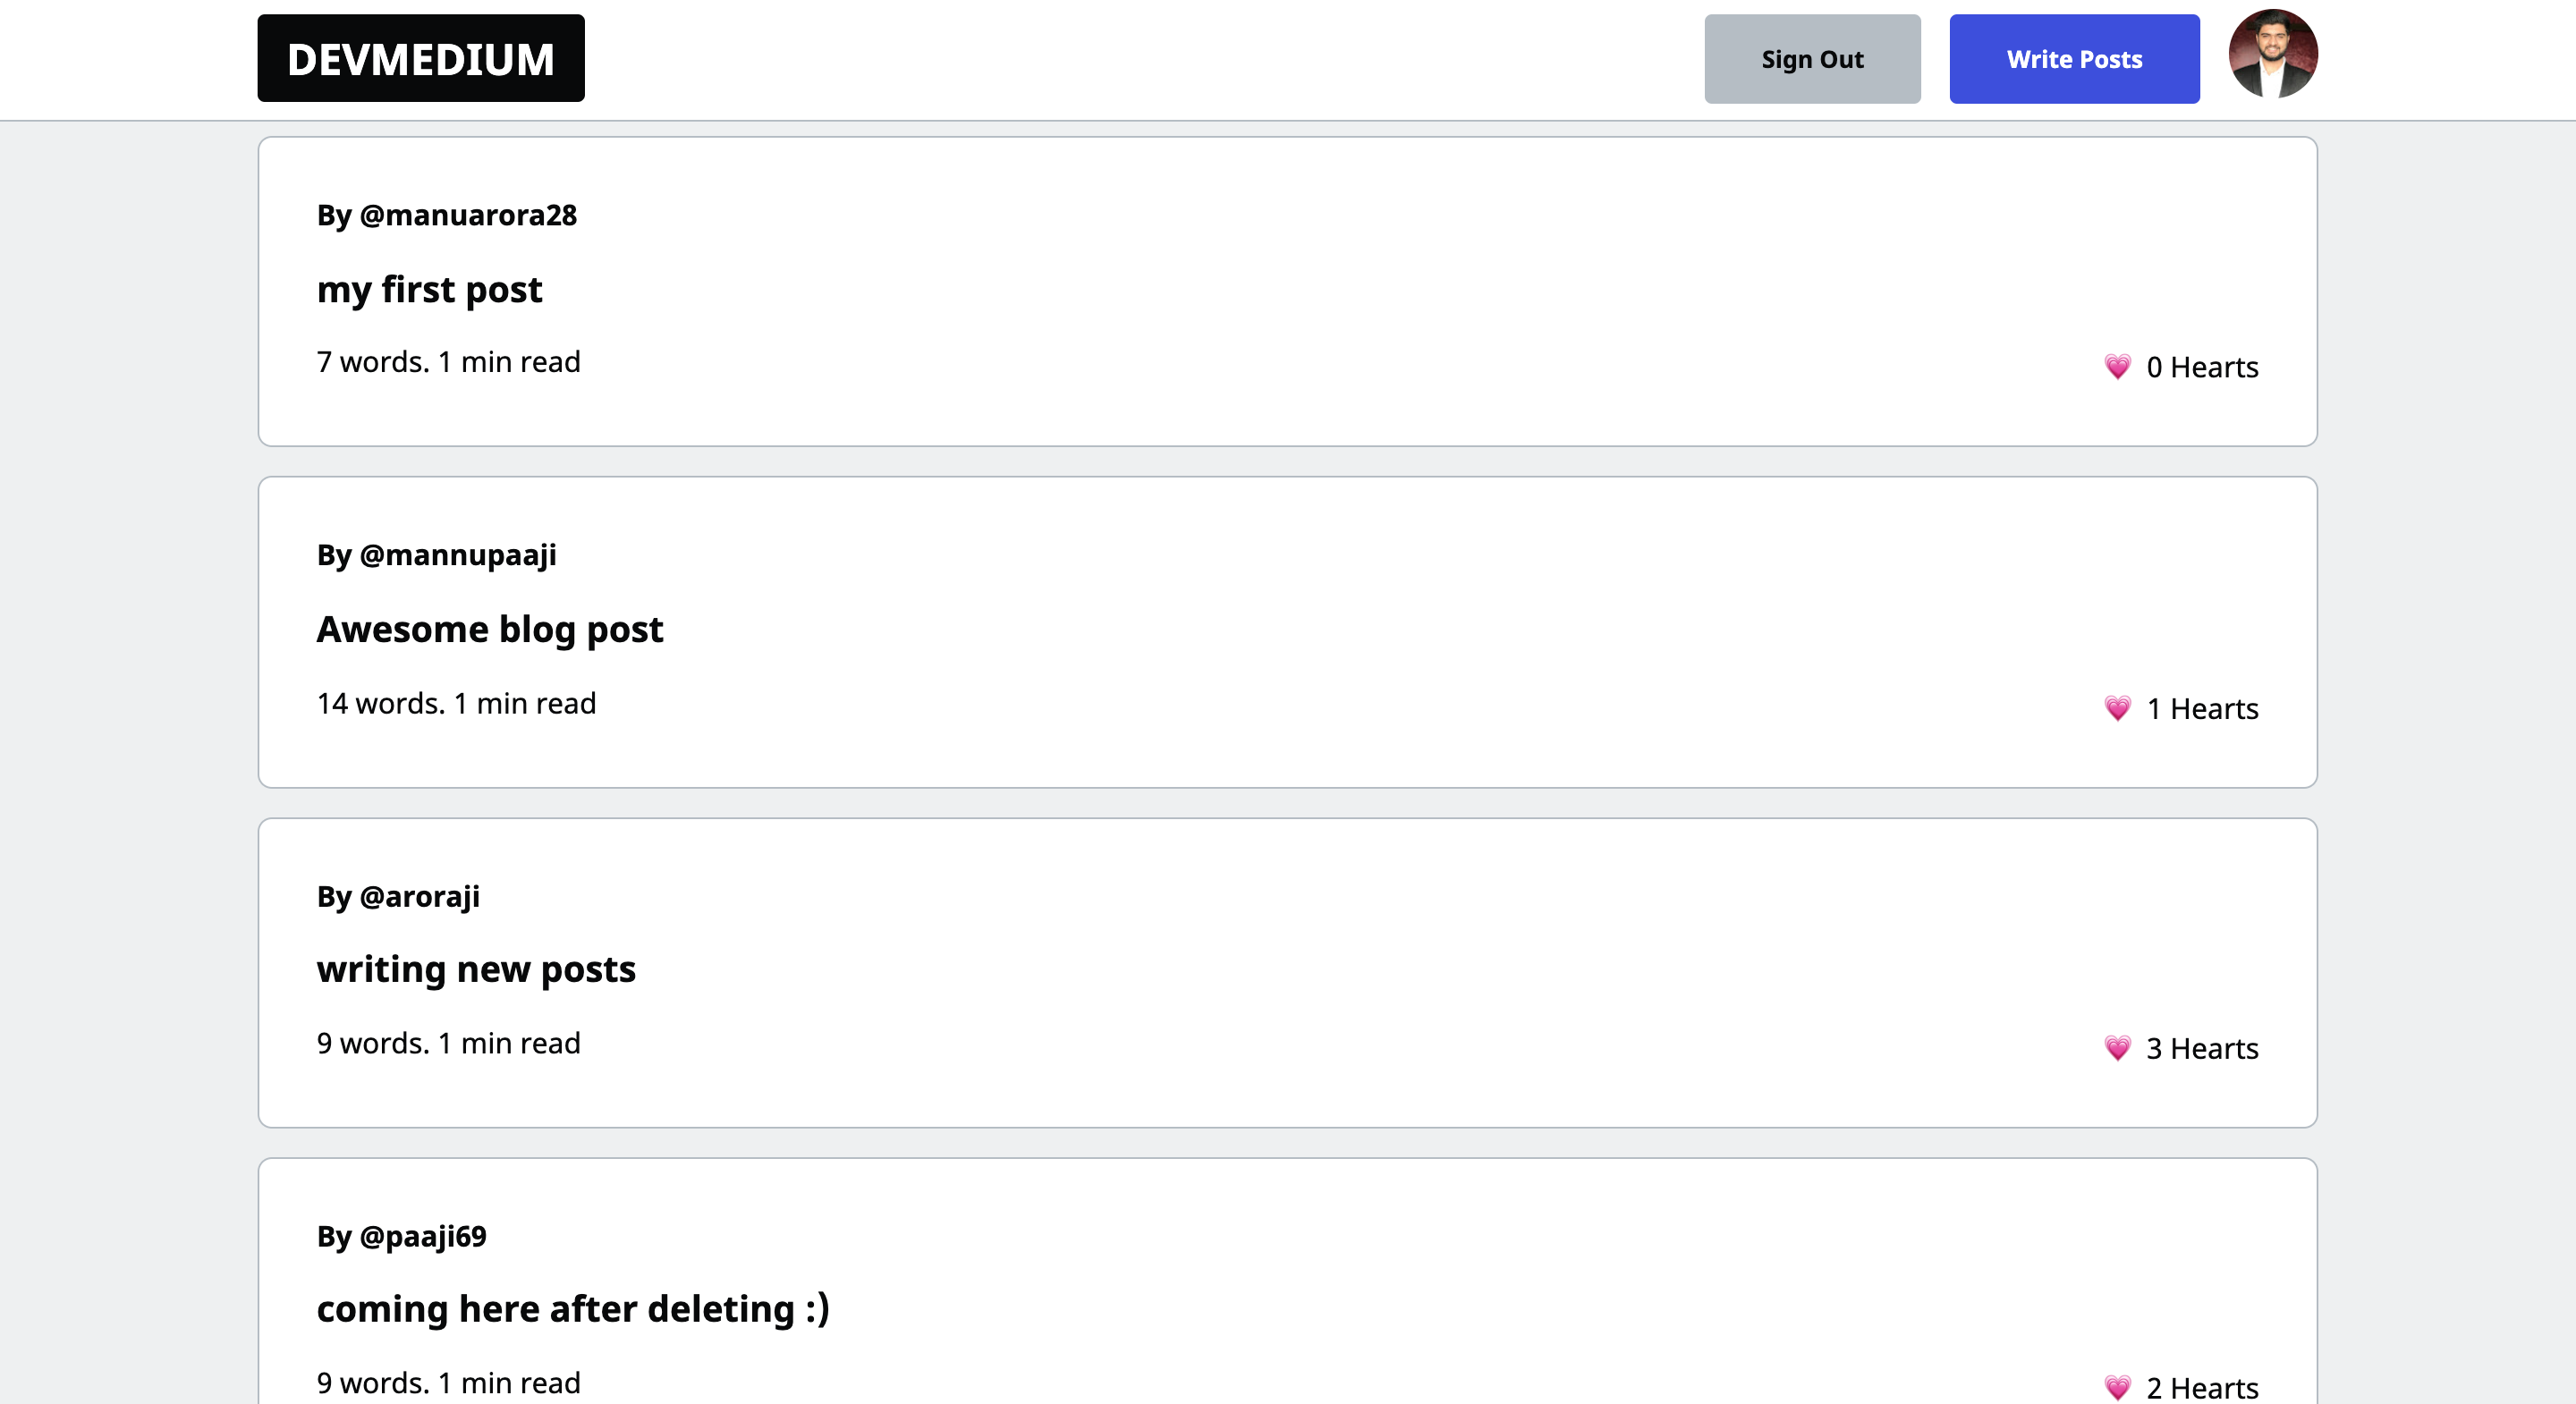 DEVMEDIUM
Sign Out
Write Posts
By @manuarora28
my first post
7 words. 1 min read
💗 0 Hearts
By @mannupaaji
Awesome blog post
14 words. 1 min read
💗 1 Hearts
By @aroraji
writing new posts
9 words. 1 min read
💗 3 Hearts
By @paaji69
coming here after deleting :)
9 words. 1 min read
💗 2 Hearts